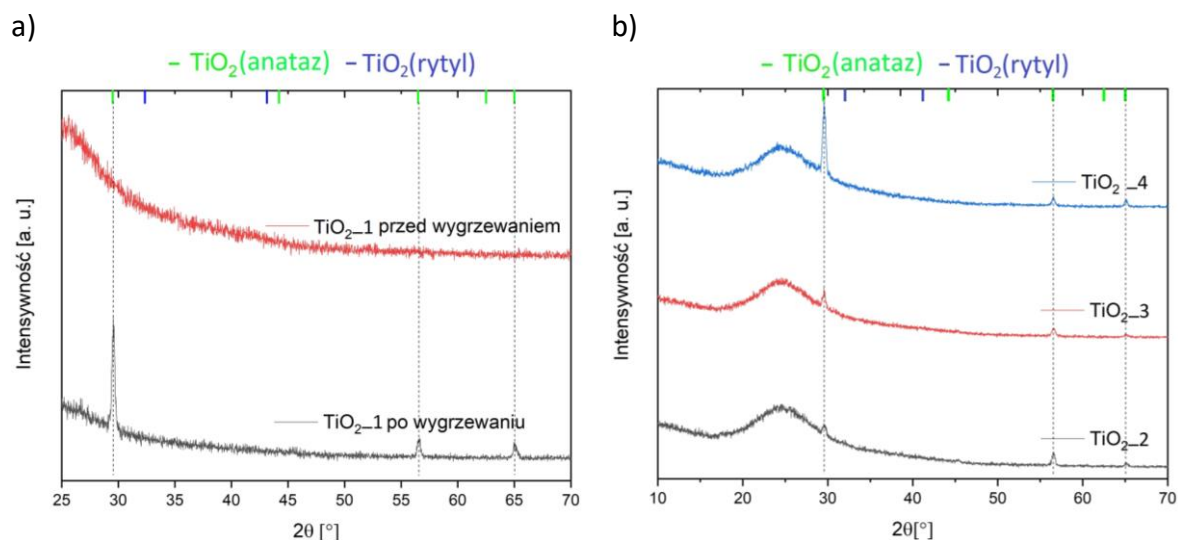 a)
– TiO₂(anataz) –TiO₂(rytyl)
Intensywność [a. u.]
TiO₂_1 przed wygrzewaniem
TiO₂_1 po wygrzewaniu
25 30 35 40 45 50 55 60 65 70
2θ [°]
b)
– TiO₂(anataz) –TiO₂(rytyl)
Intensywność [a. u.]
TiO₂_4
TiO₂_3
TiO₂_2
10 20 30 40 50 60 70
2θ[°]